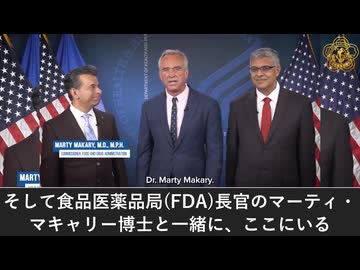 MARTY MAKARY, M.D., M.P.H.
COMMISSIONER, FOOD AND DRUG ADMINISTRATION
Dr. Marty Makary.
そして食品医薬品局(FDA)長官のマーティ・
マキャリー博士と一緒に、ここにいる